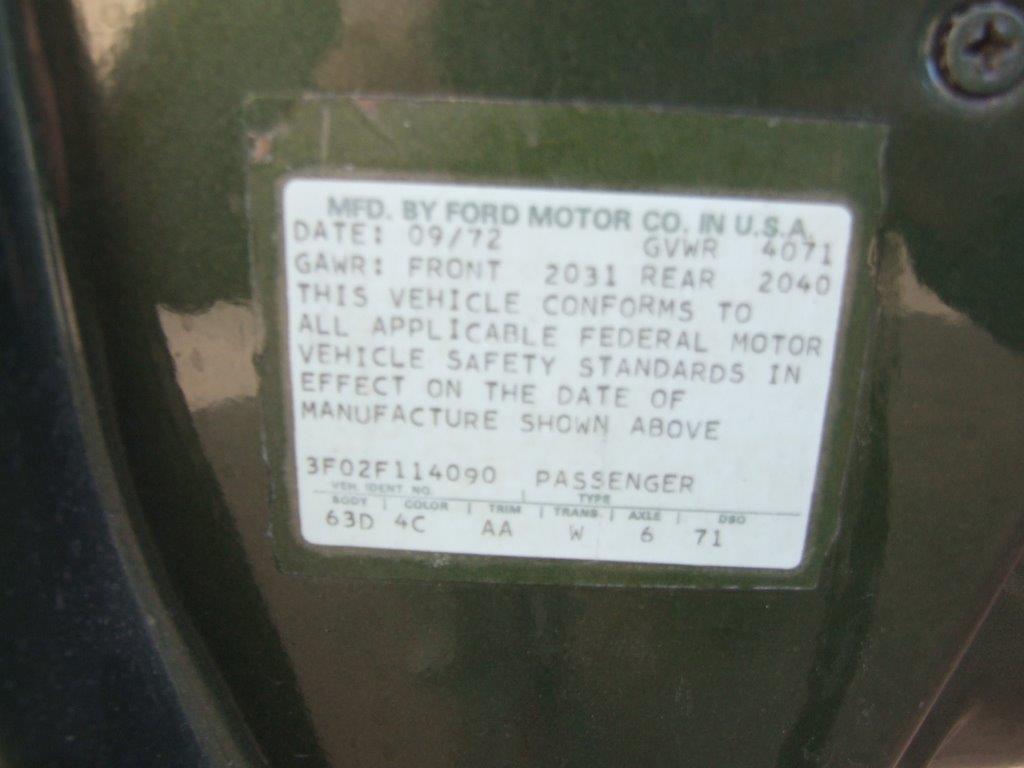 MFD. BY FORD MOTOR CO. IN U.S.A.
DATE: 09/72 GVWR 4071
GAWR: FRONT 2031 REAR 2040
THIS VEHICLE CONFORMS TO
ALL APPLICABLE FEDERAL MOTOR
VEHICLE SAFETY STANDARDS IN
EFFECT ON THE DATE OF
MANUFACTURE SHOWN ABOVE
3F02F114090 PASSENGER
VEH. IDENT NO. TYPE
BODY COLOR TRIM TRANS. AXLE DSO
63D 4C AA W 6 71